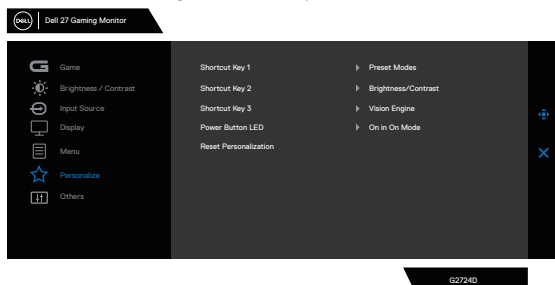 DELL Dell 27 Gaming Monitor
Game
Brightness / Contrast
Input Source
Display
Menu
Personalize
Others
Shortcut Key 1 Preset Modes
Shortcut Key 2 Brightness/Contrast
Shortcut Key 3 Vision Engine
Power Button LED On in On Mode
Reset Personalization
G2724D